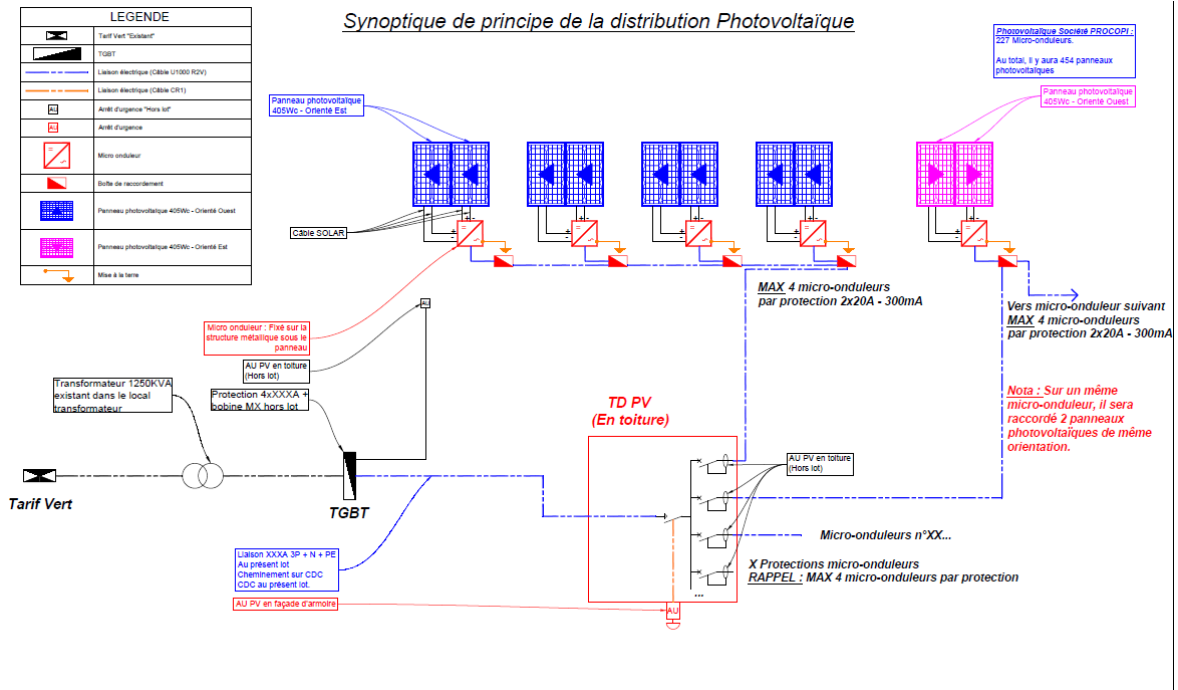 Synoptique de principe de la distribution Photovoltaïque
LEGENDE
Tarif Vert "Existant"
TGBT
Liaison électrique (Câble U1000 R2V)
Liaison électrique (Câble CR1)
AU
Arrêt d'urgence "Hors lot"
AU
Arrêt d'urgence
Micro onduleur
Boîte de raccordement
Panneau photovoltaïque 405Wc - Orienté Ouest
Panneau photovoltaïque 405Wc - Orienté Est
Mise à la terre
Photovoltaïque Société PROCOPI :
227 Micro-onduleurs.
Au total, il y aura 454 panneaux
photovoltaïques
Panneau photovoltaïque
405Wc - Orienté Est
Panneau photovoltaïque
405Wc - Orienté Ouest
Câble SOLAR
MAX 4 micro-onduleurs
par protection 2x20A - 300mA
Vers micro-onduleur suivant
MAX 4 micro-onduleurs
par protection 2x20A - 300mA
AU
Micro onduleur : Fixé sur la
structure métallique sous le
panneau
AU PV en toiture
(Hors lot)
Transformateur 1250KVA
existant dans le local
transformateur
Protection 4xXXXA +
bobine MX hors lot
TD PV
(En toiture)
Nota : Sur un même
micro-onduleur, il sera
raccordé 2 panneaux
photovoltaïques de même
orientation.
AU PV en toiture
(Hors lot)
Tarif Vert
TGBT
Micro-onduleurs n°XX...
Liaison XXXA 3P + N + PE
Au présent lot
Cheminement sur CDC
CDC au présent lot.
X Protections micro-onduleurs
RAPPEL : MAX 4 micro-onduleurs par protection
...
AU PV en façade d'armoire
AU